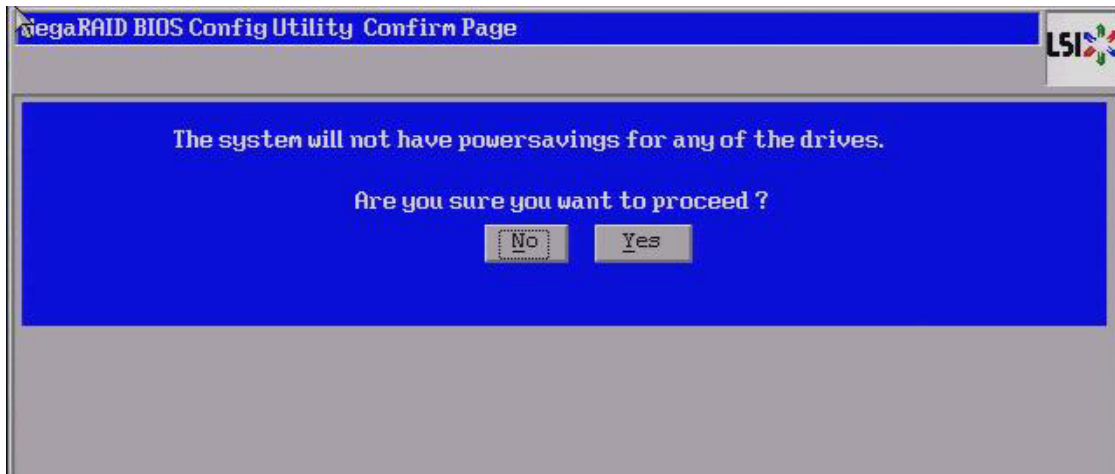 MegaRAID BIOS Config Utility Confirm Page
LSI
The system will not have powersavings for any of the drives.
Are you sure you want to proceed ?
No Yes